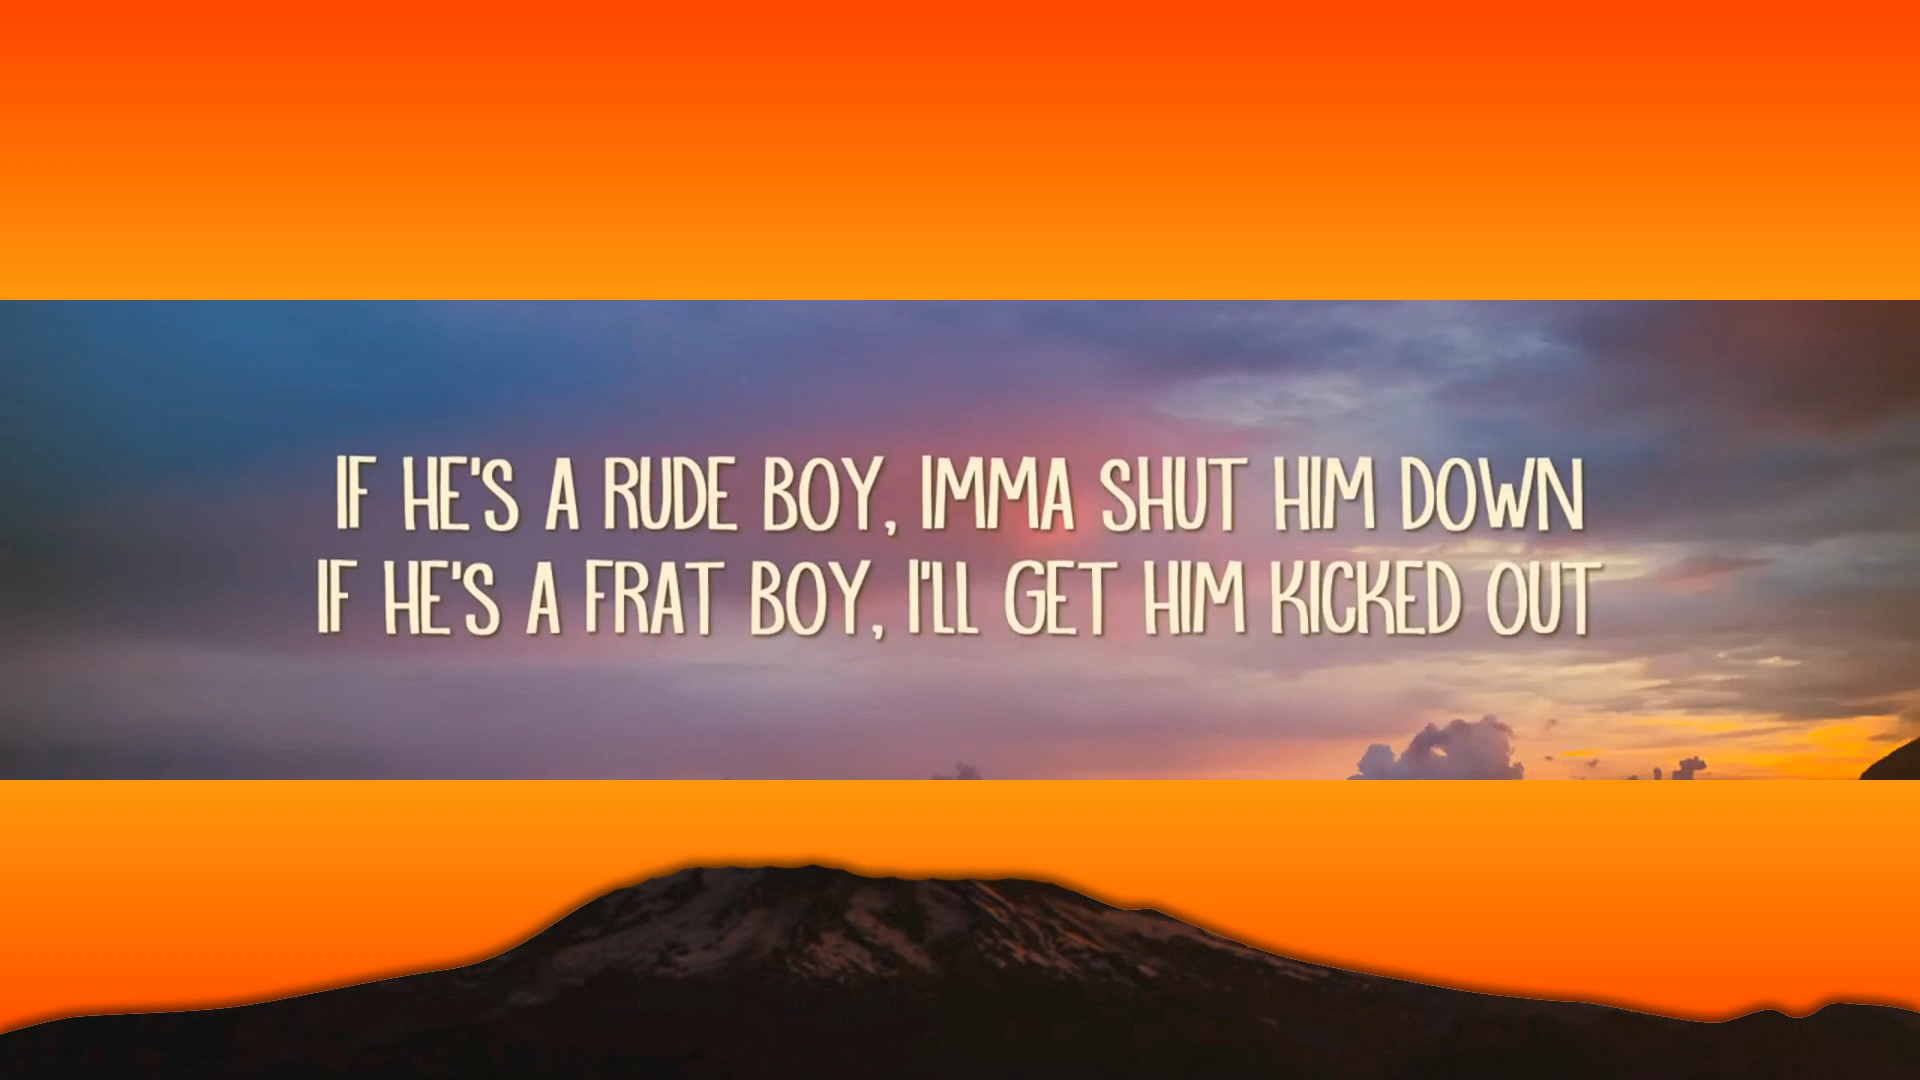 IF HE'S A RUDE BOY, IMMA SHUT HIM DOWN
IF HE'S A FRAT BOY, I'LL GET HIM KICKED OUT